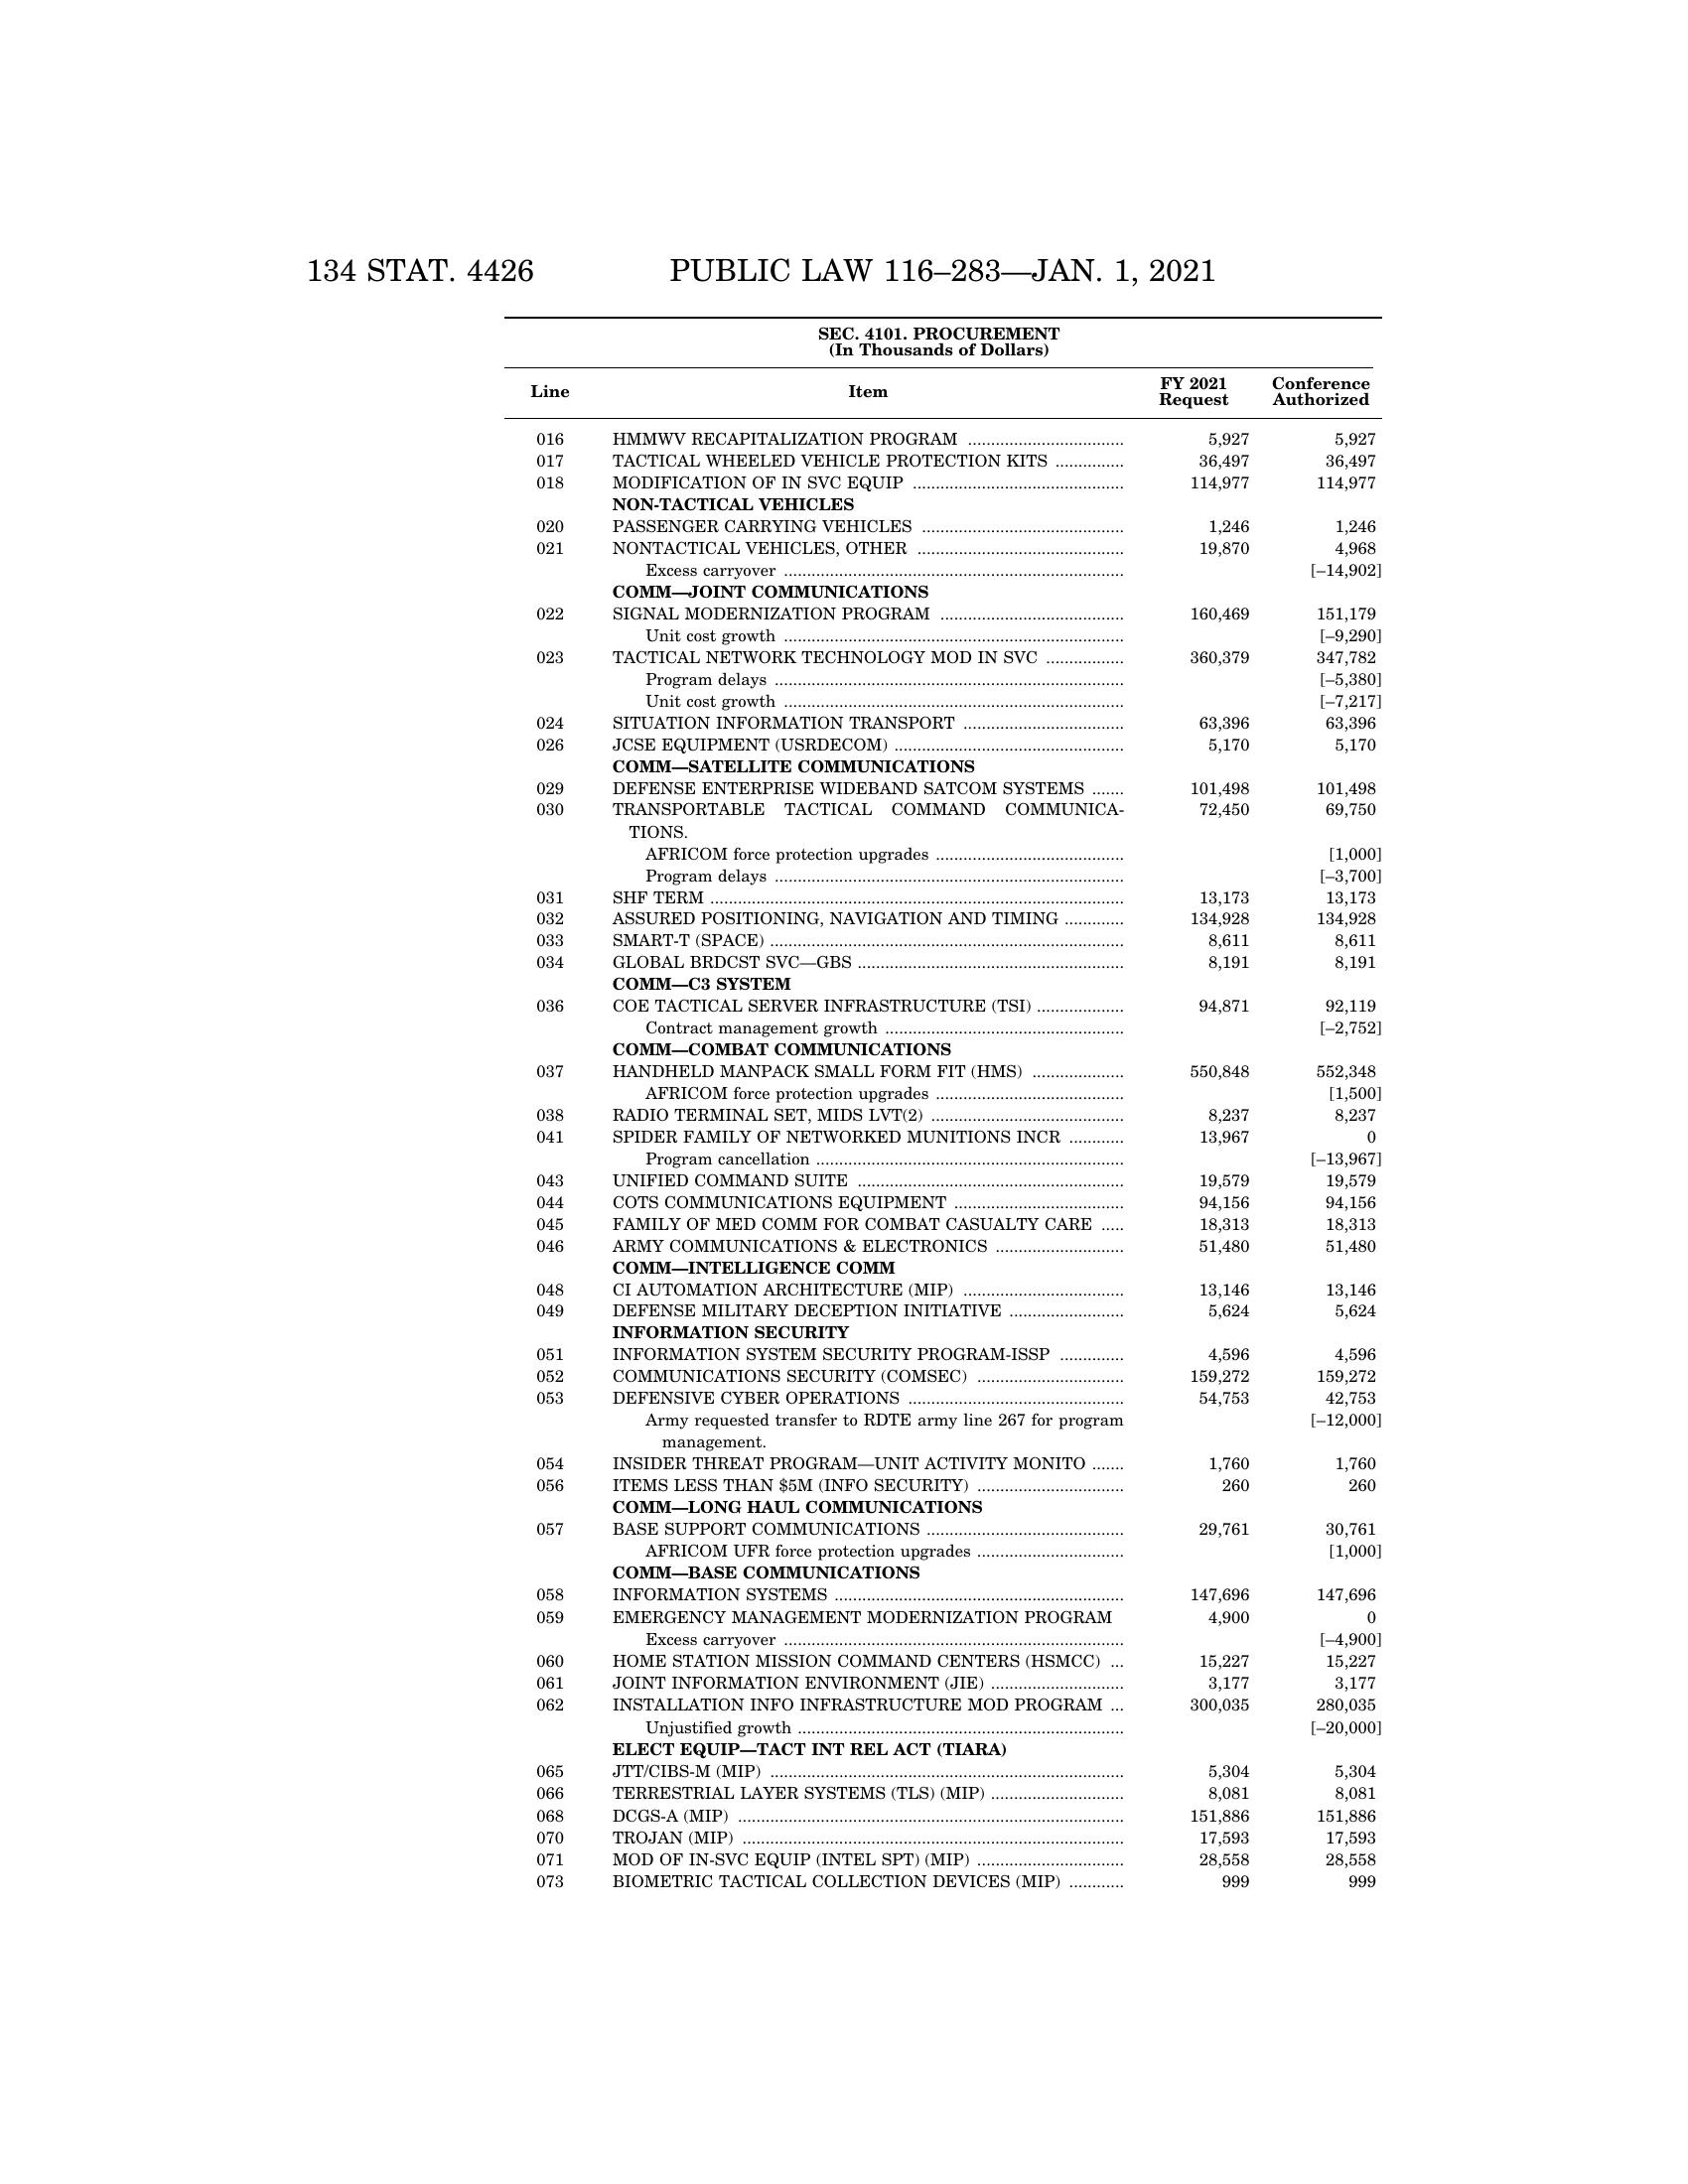 134 STAT. 4426 PUBLIC LAW 116–283—JAN. 1, 2021
SEC. 4101. PROCUREMENT
(In Thousands of Dollars)
Line Item FY 2021 Request Conference Authorized
016 HMMWV RECAPITALIZATION PROGRAM .................................. 5,927 5,927
017 TACTICAL WHEELED VEHICLE PROTECTION KITS ............... 36,497 36,497
018 MODIFICATION OF IN SVC EQUIP .............................................. 114,977 114,977
NON-TACTICAL VEHICLES
020 PASSENGER CARRYING VEHICLES ............................................ 1,246 1,246
021 NONTACTICAL VEHICLES, OTHER ............................................. 19,870 4,968
Excess carryover .......................................................................... [–14,902]
COMM—JOINT COMMUNICATIONS
022 SIGNAL MODERNIZATION PROGRAM ........................................ 160,469 151,179
Unit cost growth .......................................................................... [–9,290]
023 TACTICAL NETWORK TECHNOLOGY MOD IN SVC ................. 360,379 347,782
Program delays ............................................................................ [–5,380]
Unit cost growth .......................................................................... [–7,217]
024 SITUATION INFORMATION TRANSPORT ................................... 63,396 63,396
026 JCSE EQUIPMENT (USRDECOM) .................................................. 5,170 5,170
COMM—SATELLITE COMMUNICATIONS
029 DEFENSE ENTERPRISE WIDEBAND SATCOM SYSTEMS ....... 101,498 101,498
030 TRANSPORTABLE TACTICAL COMMAND COMMUNICA- 72,450 69,750
TIONS.
AFRICOM force protection upgrades ......................................... [1,000]
Program delays ............................................................................ [–3,700]
031 SHF TERM .......................................................................................... 13,173 13,173
032 ASSURED POSITIONING, NAVIGATION AND TIMING ............. 134,928 134,928
033 SMART-T (SPACE) ............................................................................. 8,611 8,611
034 GLOBAL BRDCST SVC—GBS .......................................................... 8,191 8,191
COMM—C3 SYSTEM
036 COE TACTICAL SERVER INFRASTRUCTURE (TSI) ................... 94,871 92,119
Contract management growth .................................................... [–2,752]
COMM—COMBAT COMMUNICATIONS
037 HANDHELD MANPACK SMALL FORM FIT (HMS) .................... 550,848 552,348
AFRICOM force protection upgrades ......................................... [1,500]
038 RADIO TERMINAL SET, MIDS LVT(2) .......................................... 8,237 8,237
041 SPIDER FAMILY OF NETWORKED MUNITIONS INCR ............ 13,967 0
Program cancellation ................................................................... [–13,967]
043 UNIFIED COMMAND SUITE .......................................................... 19,579 19,579
044 COTS COMMUNICATIONS EQUIPMENT ..................................... 94,156 94,156
045 FAMILY OF MED COMM FOR COMBAT CASUALTY CARE ..... 18,313 18,313
046 ARMY COMMUNICATIONS & ELECTRONICS ............................ 51,480 51,480
COMM—INTELLIGENCE COMM
048 CI AUTOMATION ARCHITECTURE (MIP) ................................... 13,146 13,146
049 DEFENSE MILITARY DECEPTION INITIATIVE ......................... 5,624 5,624
INFORMATION SECURITY
051 INFORMATION SYSTEM SECURITY PROGRAM-ISSP .............. 4,596 4,596
052 COMMUNICATIONS SECURITY (COMSEC) ................................ 159,272 159,272
053 DEFENSIVE CYBER OPERATIONS ............................................... 54,753 42,753
Army requested transfer to RDTE army line 267 for program [–12,000]
management.
054 INSIDER THREAT PROGRAM—UNIT ACTIVITY MONITO ....... 1,760 1,760
056 ITEMS LESS THAN $5M (INFO SECURITY) ................................ 260 260
COMM—LONG HAUL COMMUNICATIONS
057 BASE SUPPORT COMMUNICATIONS ........................................... 29,761 30,761
AFRICOM UFR force protection upgrades ................................ [1,000]
COMM—BASE COMMUNICATIONS
058 INFORMATION SYSTEMS ............................................................... 147,696 147,696
059 EMERGENCY MANAGEMENT MODERNIZATION PROGRAM 4,900 0
Excess carryover .......................................................................... [–4,900]
060 HOME STATION MISSION COMMAND CENTERS (HSMCC) ... 15,227 15,227
061 JOINT INFORMATION ENVIRONMENT (JIE) ............................. 3,177 3,177
062 INSTALLATION INFO INFRASTRUCTURE MOD PROGRAM ... 300,035 280,035
Unjustified growth ....................................................................... [–20,000]
ELECT EQUIP—TACT INT REL ACT (TIARA)
065 JTT/CIBS-M (MIP) ............................................................................. 5,304 5,304
066 TERRESTRIAL LAYER SYSTEMS (TLS) (MIP) ............................. 8,081 8,081
068 DCGS-A (MIP) .................................................................................... 151,886 151,886
070 TROJAN (MIP) ................................................................................... 17,593 17,593
071 MOD OF IN-SVC EQUIP (INTEL SPT) (MIP) ................................ 28,558 28,558
073 BIOMETRIC TACTICAL COLLECTION DEVICES (MIP) ............ 999 999